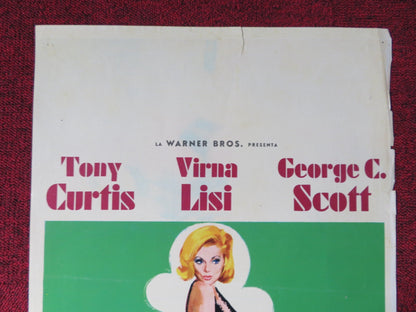 LA WARNER BROS. PRESENTA
Tony Virna George C.
Curtis Lisi Scott